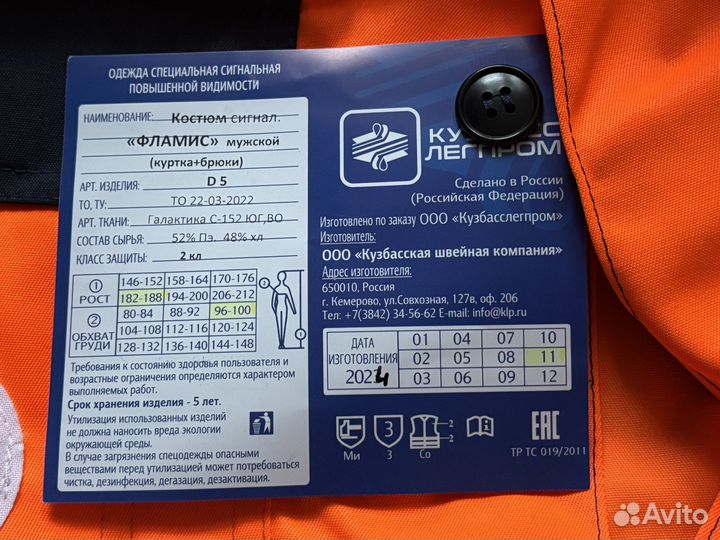 ОДЕЖДА СПЕЦИАЛЬНАЯ СИГНАЛЬНАЯ
ПОВЫШЕННОЙ ВИДИМОСТИ
НАИМЕНОВАНИЕ: Костюм сигнал.
«ФЛАМИС» мужской
(куртка+брюки)
АРТ. ИЗДЕЛИЯ: D 5
ТО, ТУ: ТО 22-03-2022
АРТ. ТКАНИ: Галактика С-152 ЮГ,ВО
СОСТАВ СЫРЬЯ: 52% Пэ. 48% хл
КЛАСС ЗАЩИТЫ: 2 кл
1 РОСТ
146-152 158-164 170-176
182-188 194-200 206-212
2 ОБХВАТ ГРУДИ
80-84 88-92 96-100
104-108 112-116 120-124
128-132 136-140 144-148
2
1
Требования к состоянию здоровья пользователя и
возрастные ограничения определяются характером
выполняемых работ.
Срок хранения изделия - 5 лет.
Утилизация использованных изделий
не должна наносить вреда экологии
окружающей среды.
В случае загрязнения спецодежды опасными
веществами перед утилизацией может потребоваться
чистка, дезинфекция, дегазация, дезактивация.
ЛЕГПРОМ
Сделано в России
(Российская Федерация)
Изготовлено по заказу ООО «Кузбасслегпром»
Изготовитель:
ООО «Кузбасская швейная компания»
Адрес изготовителя:
650010, Россия
г. Кемерово, ул.Совхозная, 127в, оф. 206
Тел.+7(3842) 34-56-62 E-mail: info@klp.ru
ДАТА
ИЗГОТОВЛЕНИЯ
2024
01 04 07 10
02 05 08 11
03 06 09 12
3 2 2
Ми З Со
EAC
ТР ТС 019/2011
Avito